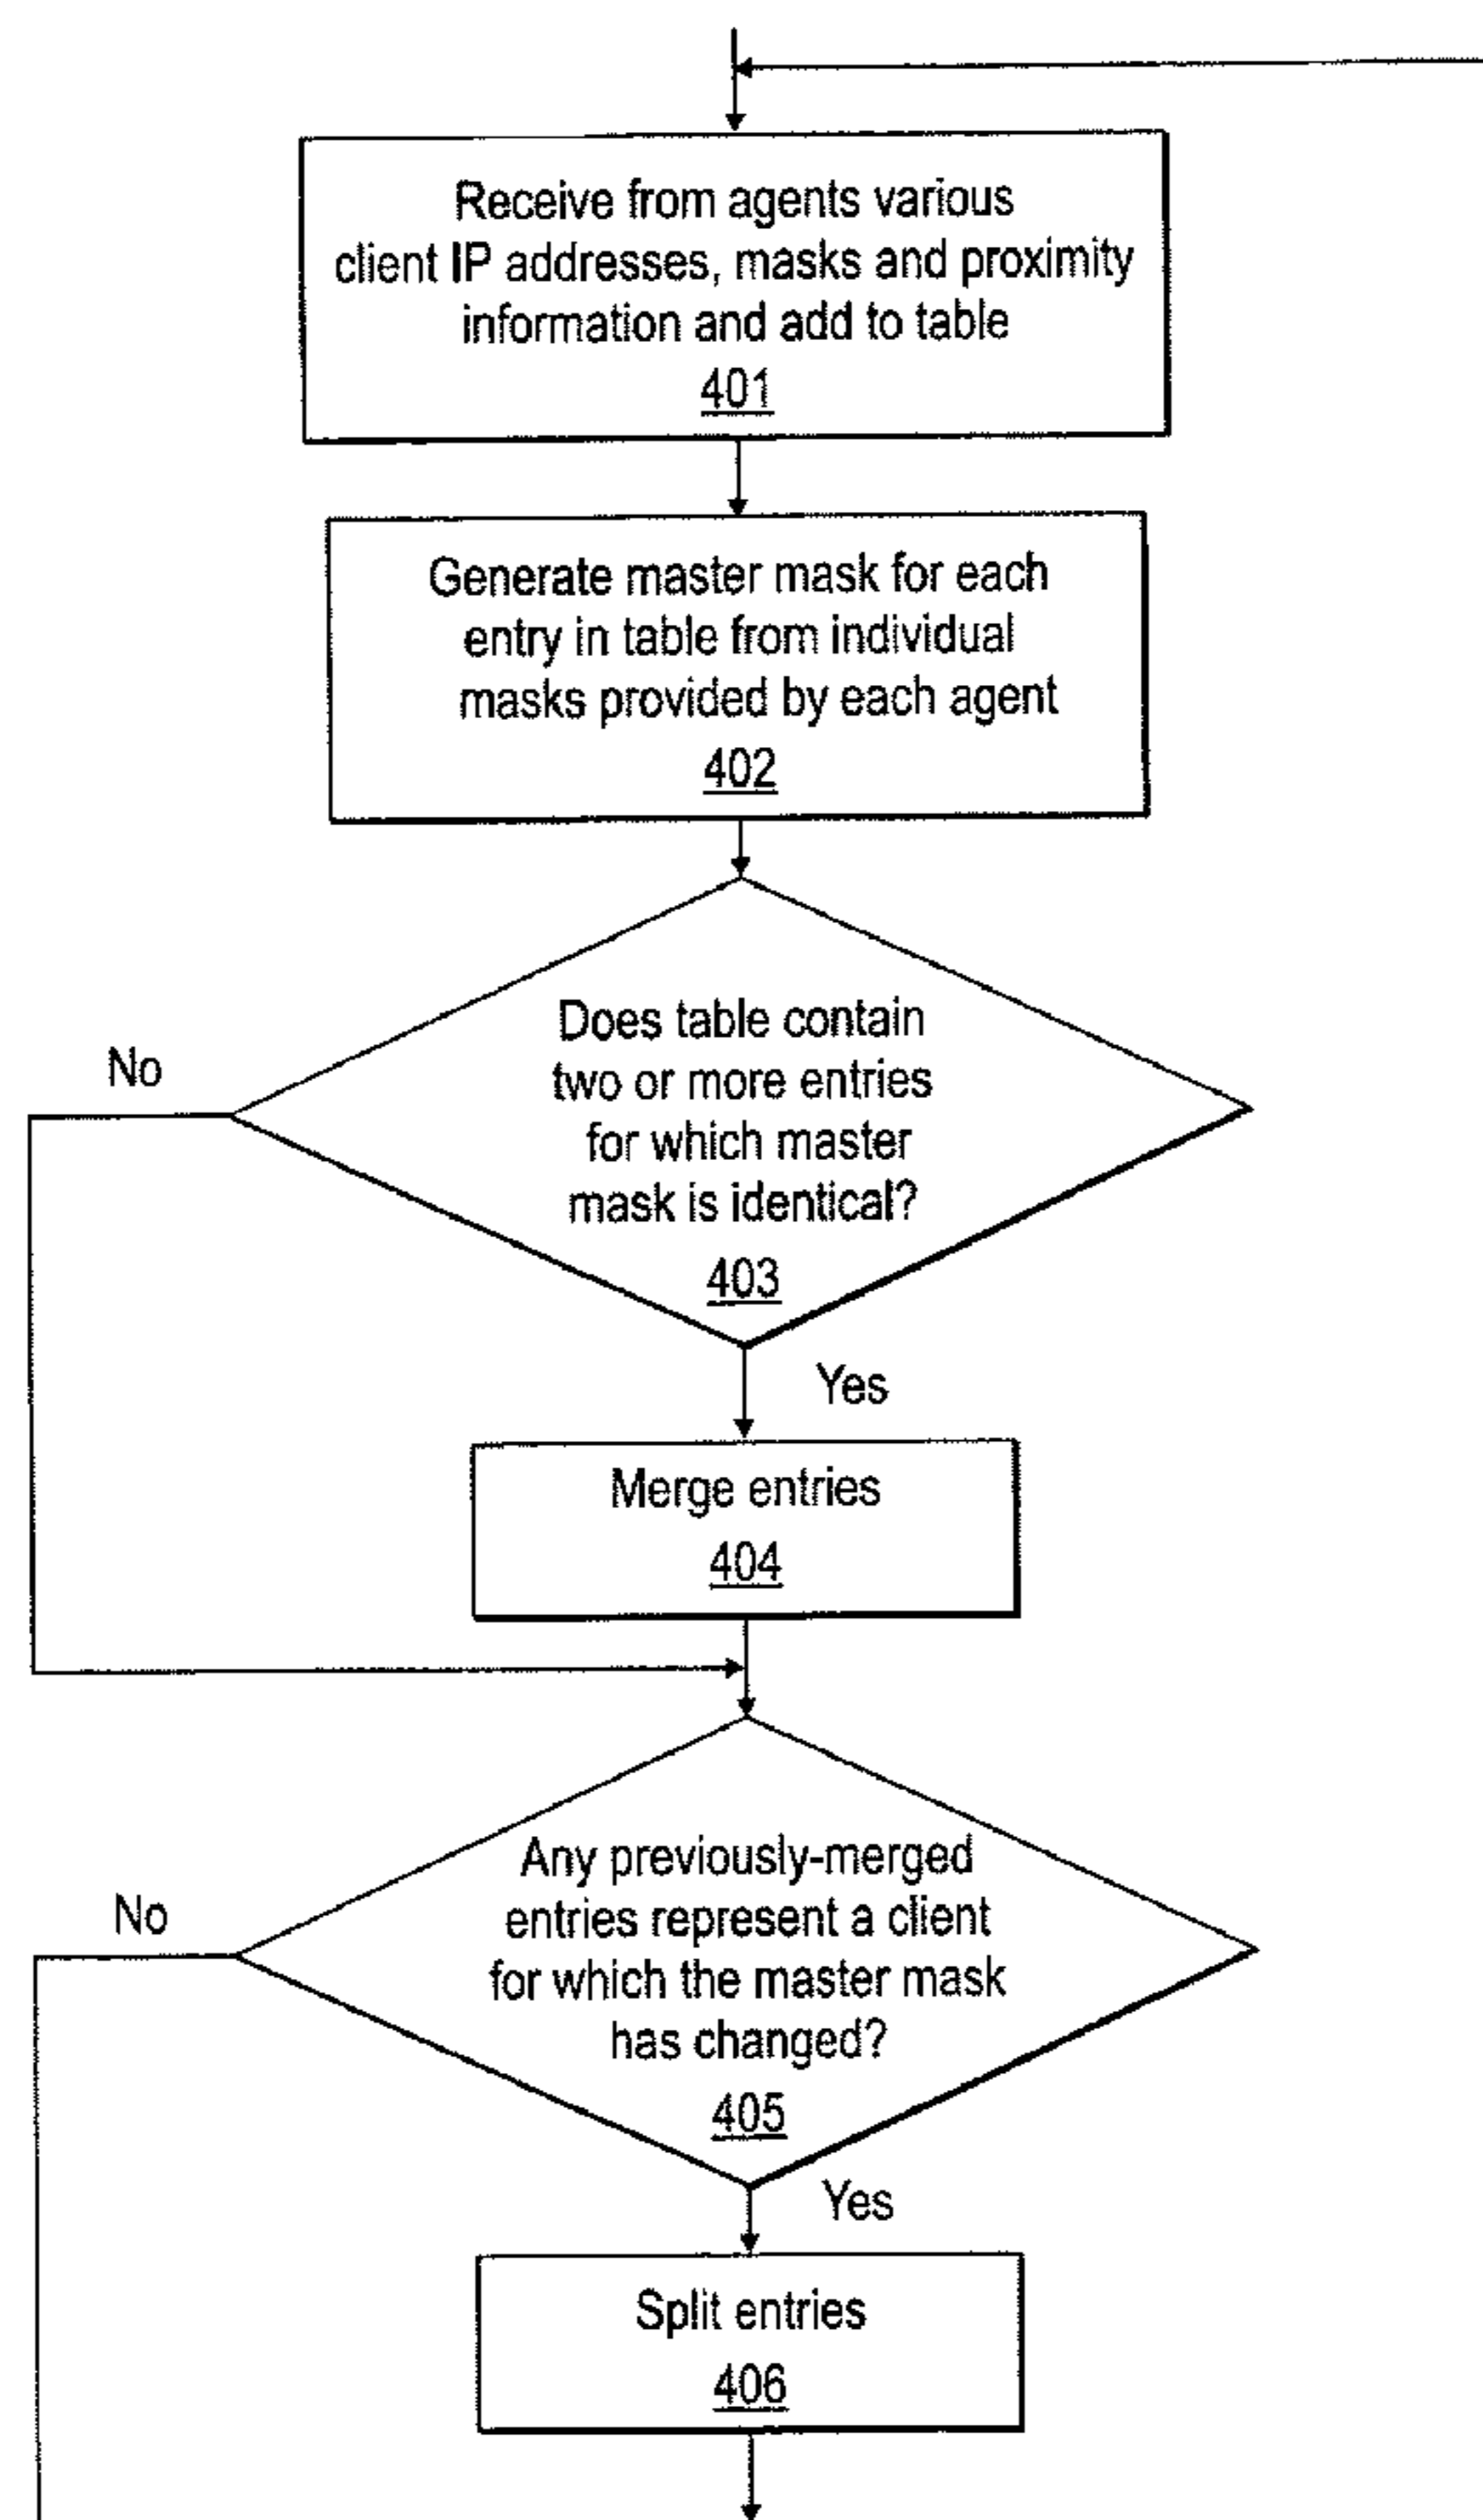 Receive from agents various
client IP addresses, masks and proximity
information and add to table
401
Generate master mask for each
entry in table from individual
masks provided by each agent
402
Does table contain
two or more entries
for which master
mask is identical?
403
No
Yes
Merge entries
404
Any previously-merged
entries represent a client
for which the master mask
has changed?
405
No
Yes
Split entries
406